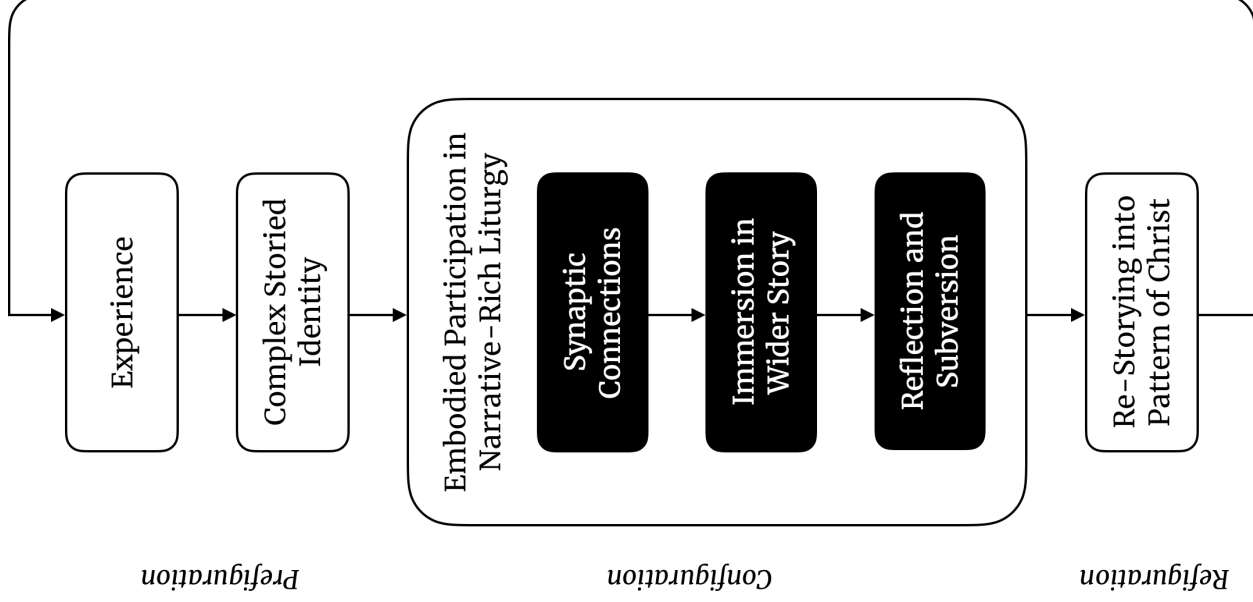 Experience
Complex Storied
Identity
Embodied Participation in
Narrative-Rich Liturgy
Synaptic
Connections
Immersion in
Wider Story
Reflection and
Subversion
Re-Storying into
Pattern of Christ
Prefiguration
Configuration
Refiguration